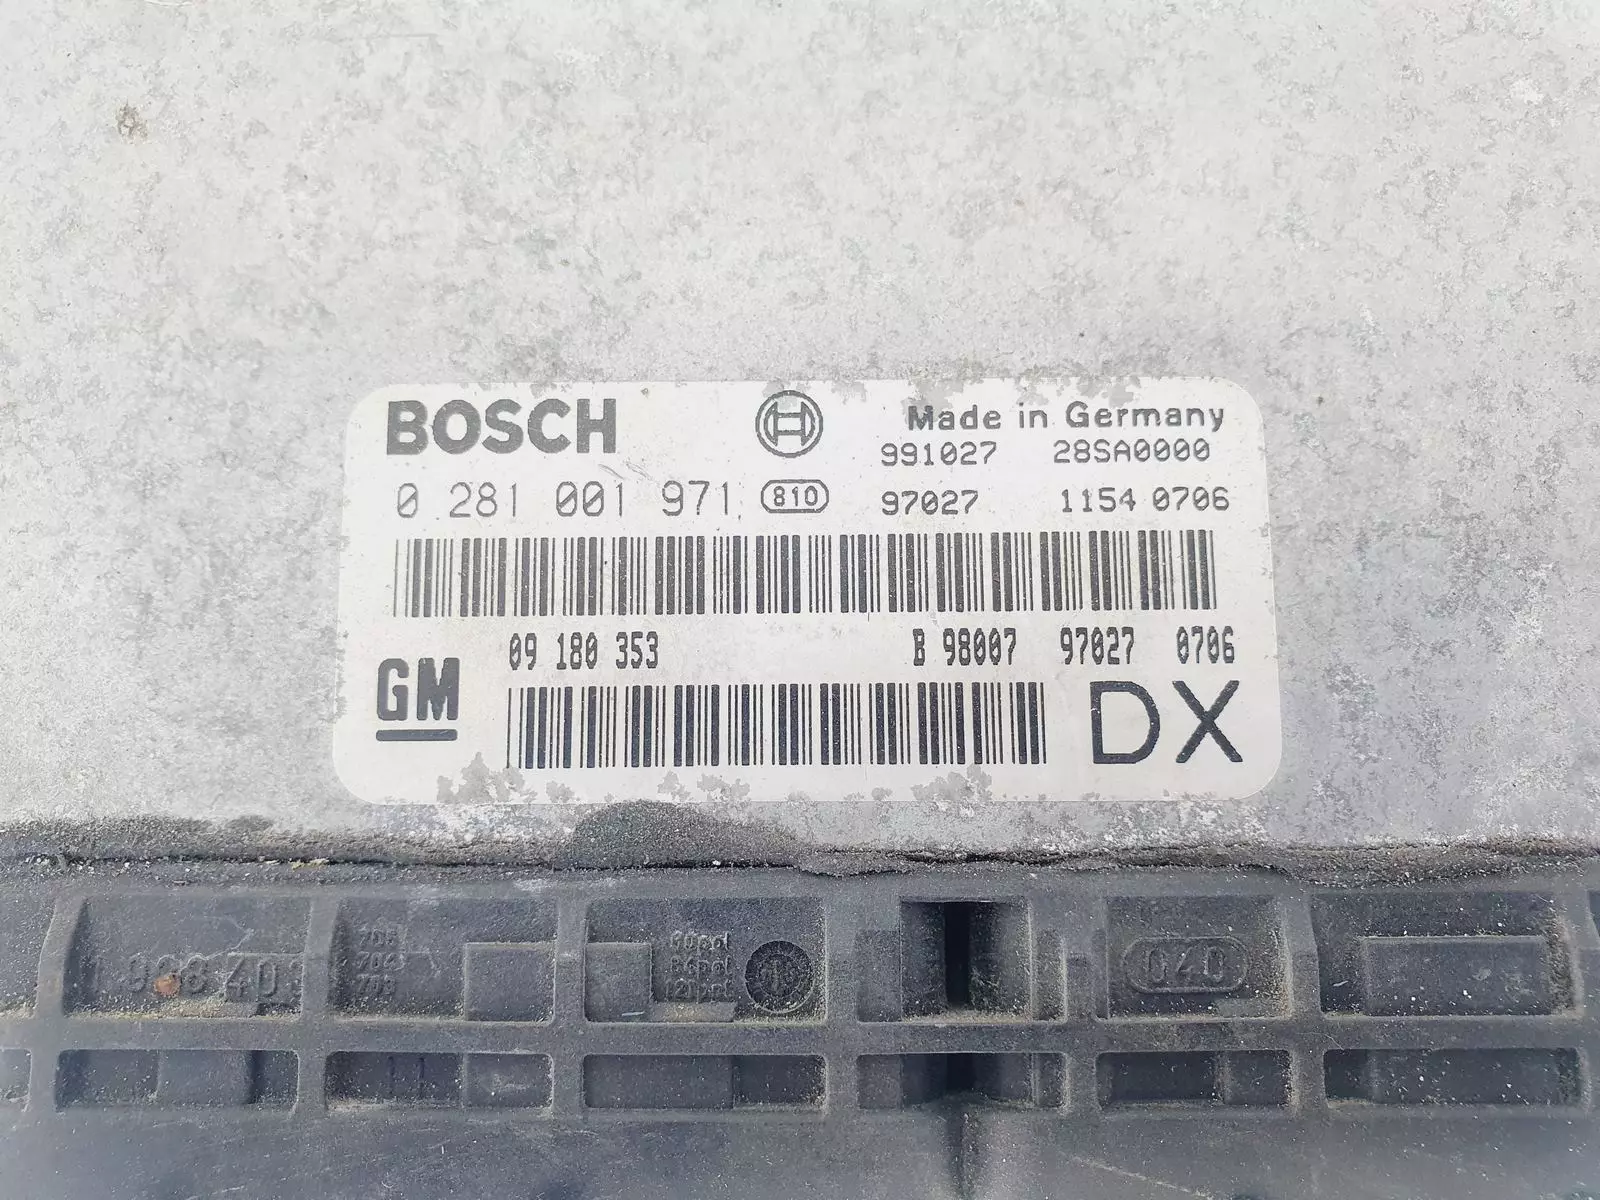 BOSCH
Made in Germany
991027 28SA0000
0 281 001 971 810 97027 1154 0706
09 180 353 B 98007 97027 0706
GM
DX
040
11